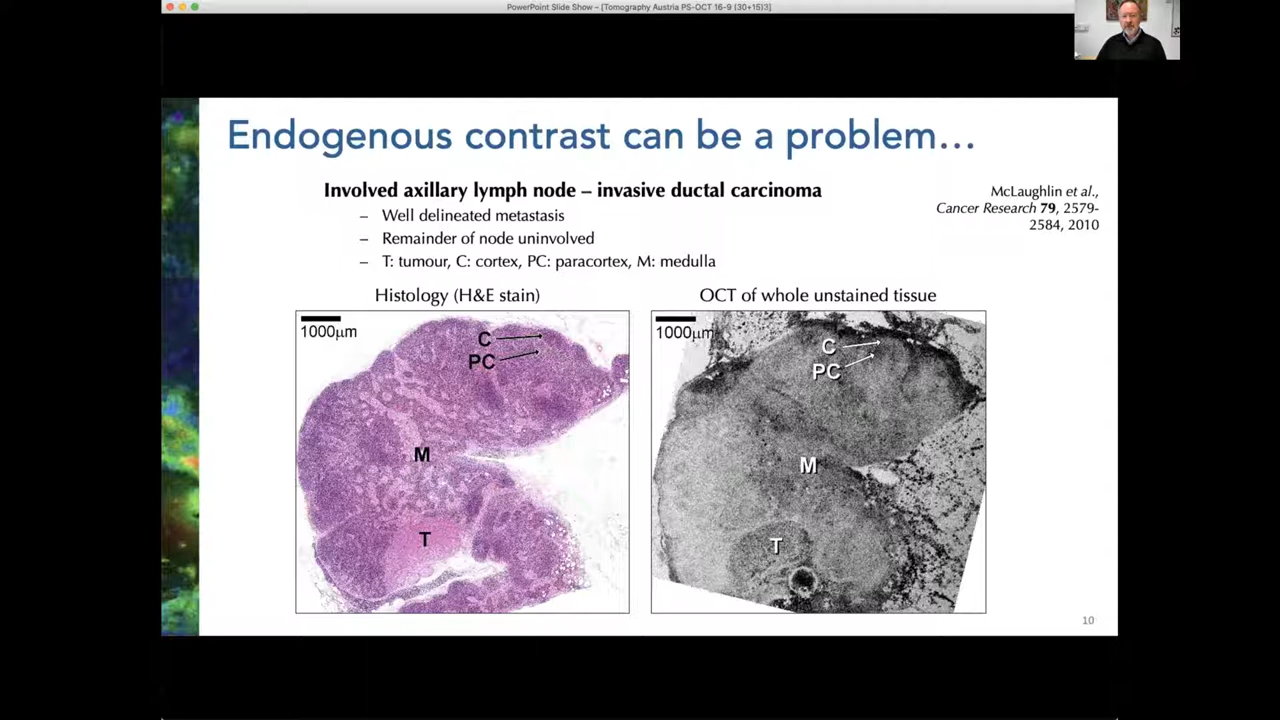 PowerPoint Slide Show – [Tomography Austria PS-OCT 16-9 (30+15)3]
Endogenous contrast can be a problem…
Involved axillary lymph node – invasive ductal carcinoma
– Well delineated metastasis
– Remainder of node uninvolved
– T: tumour, C: cortex, PC: paracortex, M: medulla
McLaughlin et al.,
Cancer Research 79, 2579-
2584, 2010
Histology (H&E stain)
1000µm
C
PC
M
T
OCT of whole unstained tissue
1000µm
C
PC
M
T
10